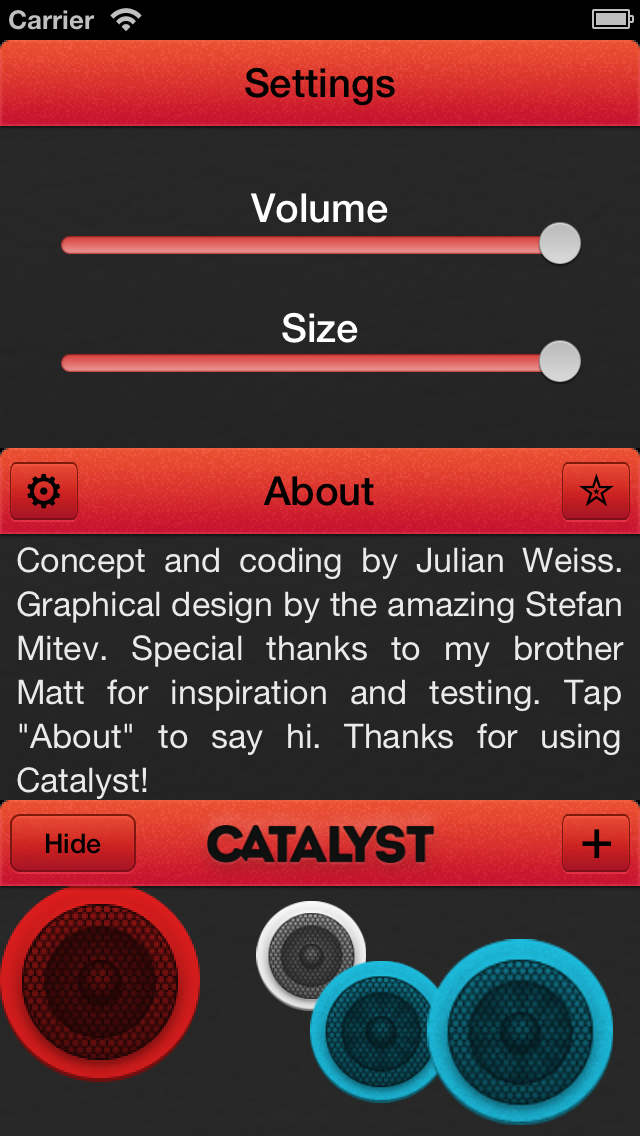 Carrier
Settings
Volume
Size
About
Concept and coding by Julian Weiss.
Graphical design by the amazing Stefan
Mitev. Special thanks to my brother
Matt for inspiration and testing. Tap
"About" to say hi. Thanks for using
Catalyst!
Hide CATALYST +